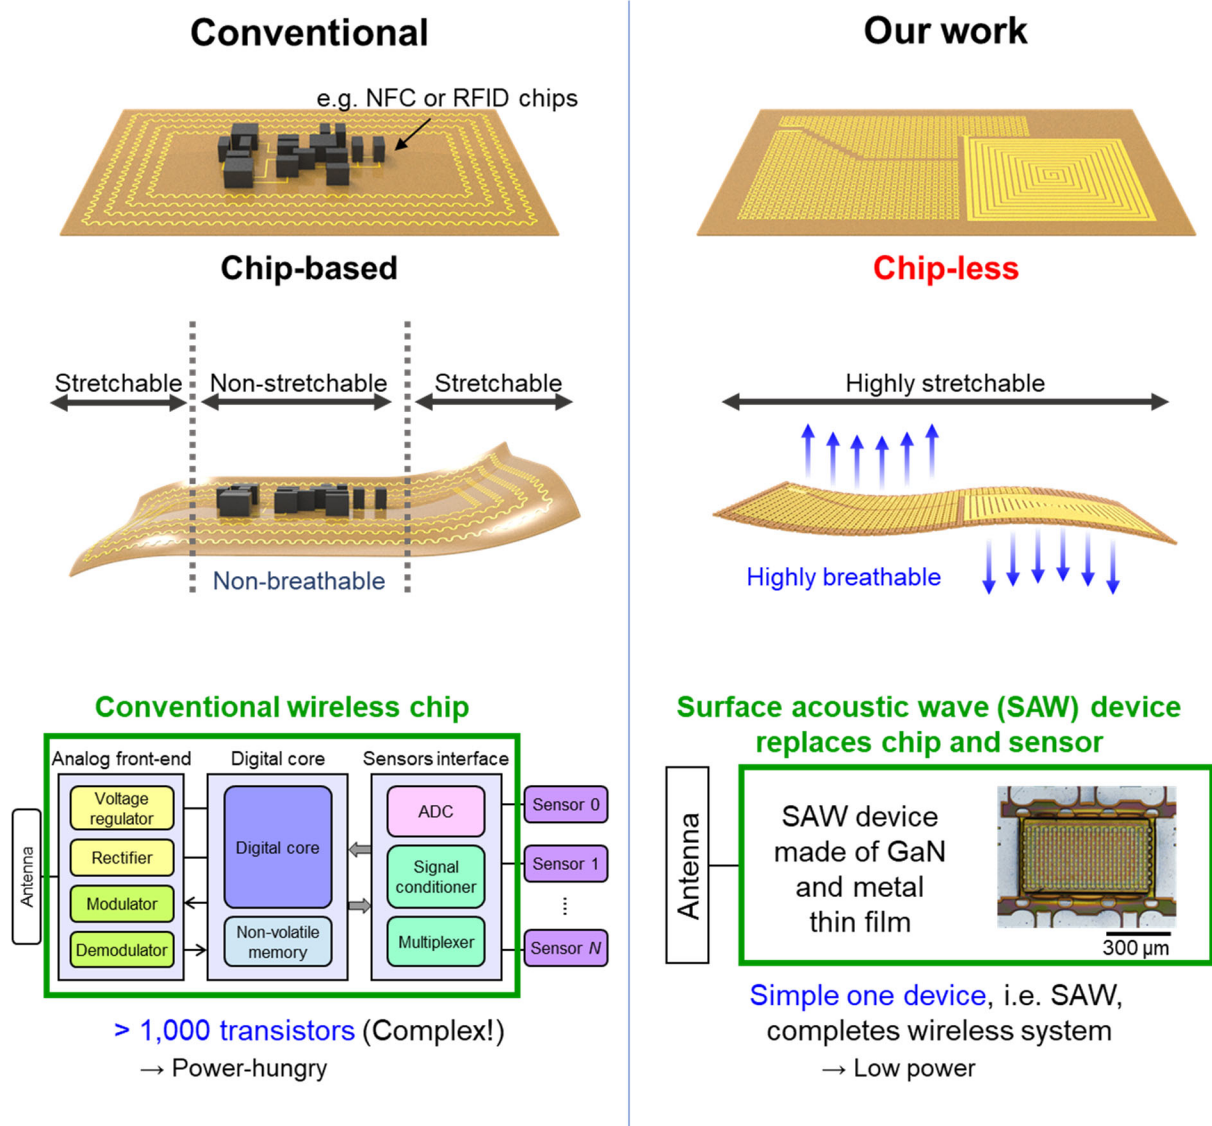 Conventional
e.g. NFC or RFID chips
Chip-based
Stretchable
Non-stretchable
Stretchable
Non-breathable
Conventional wireless chip
Analog front-end
Digital core
Sensors interface
Antenna
Voltage
regulator
Rectifier
Modulator
Demodulator
Digital core
Non-volatile
memory
ADC
Signal
conditioner
Multiplexer
Sensor 0
Sensor 1
Sensor N
> 1,000 transistors (Complex!)
→ Power-hungry
Our work
Chip-less
Highly stretchable
Highly breathable
Surface acoustic wave (SAW) device
replaces chip and sensor
Antenna
SAW device
made of GaN
and metal
thin film
300 µm
Simple one device, i.e. SAW,
completes wireless system
→ Low power